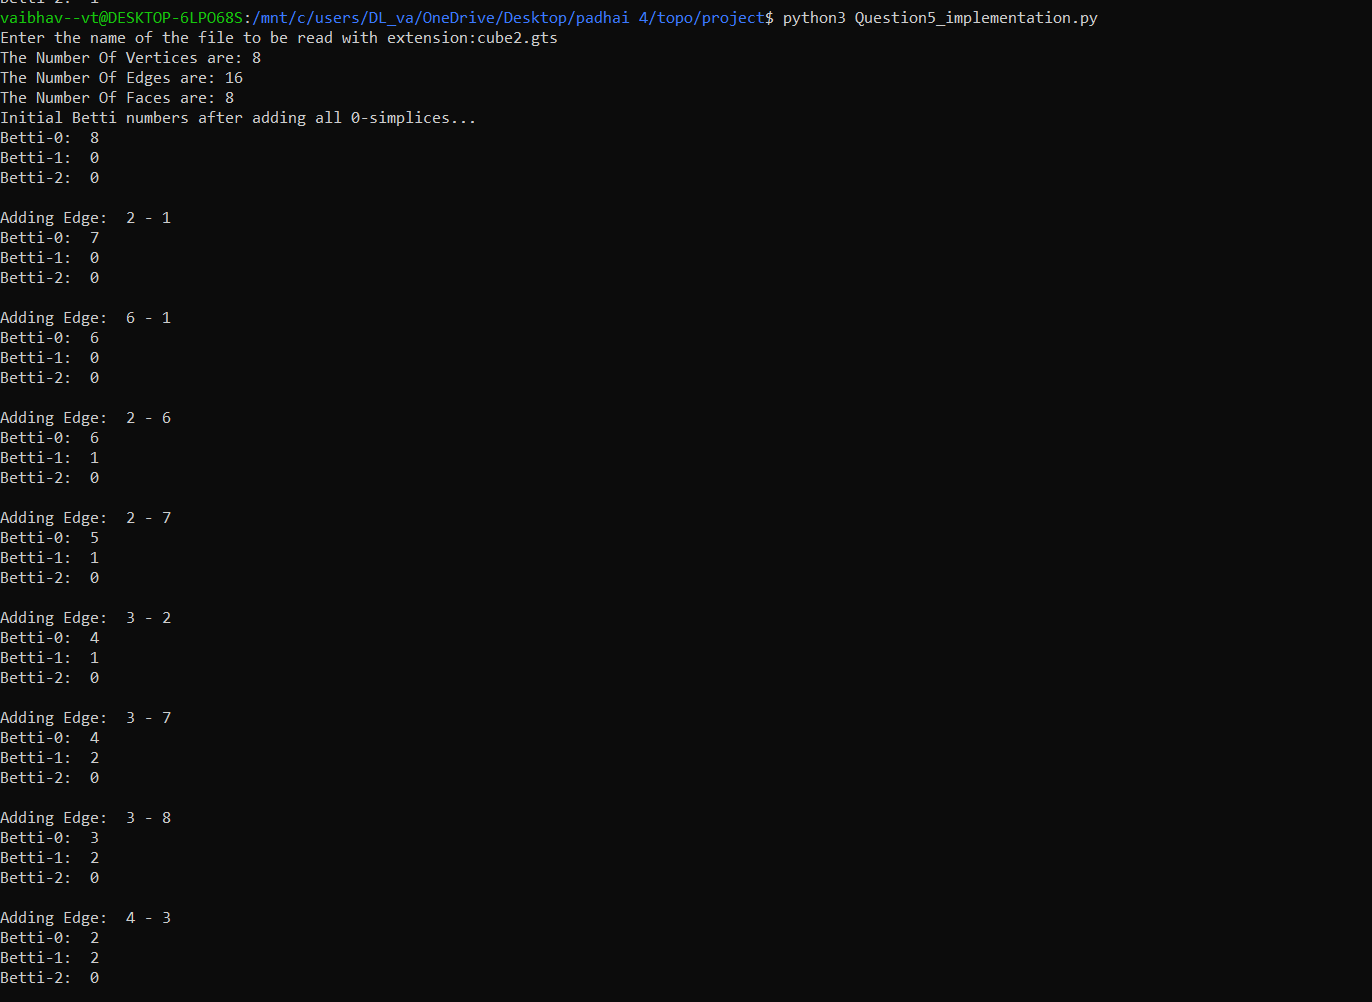 Betti-2:  1
vaibhav--vt@DESKTOP-6LPO68S:/mnt/c/users/DL_va/OneDrive/Desktop/padhai 4/topo/project$ python3 Question5_implementation.py
Enter the name of the file to be read with extension:cube2.gts
The Number Of Vertices are: 8
The Number Of Edges are: 16
The Number Of Faces are: 8
Initial Betti numbers after adding all 0-simplices...
Betti-0:  8
Betti-1:  0
Betti-2:  0
Adding Edge:  2 - 1
Betti-0:  7
Betti-1:  0
Betti-2:  0
Adding Edge:  6 - 1
Betti-0:  6
Betti-1:  0
Betti-2:  0
Adding Edge:  2 - 6
Betti-0:  6
Betti-1:  1
Betti-2:  0
Adding Edge:  2 - 7
Betti-0:  5
Betti-1:  1
Betti-2:  0
Adding Edge:  3 - 2
Betti-0:  4
Betti-1:  1
Betti-2:  0
Adding Edge:  3 - 7
Betti-0:  4
Betti-1:  2
Betti-2:  0
Adding Edge:  3 - 8
Betti-0:  3
Betti-1:  2
Betti-2:  0
Adding Edge:  4 - 3
Betti-0:  2
Betti-1:  2
Betti-2:  0